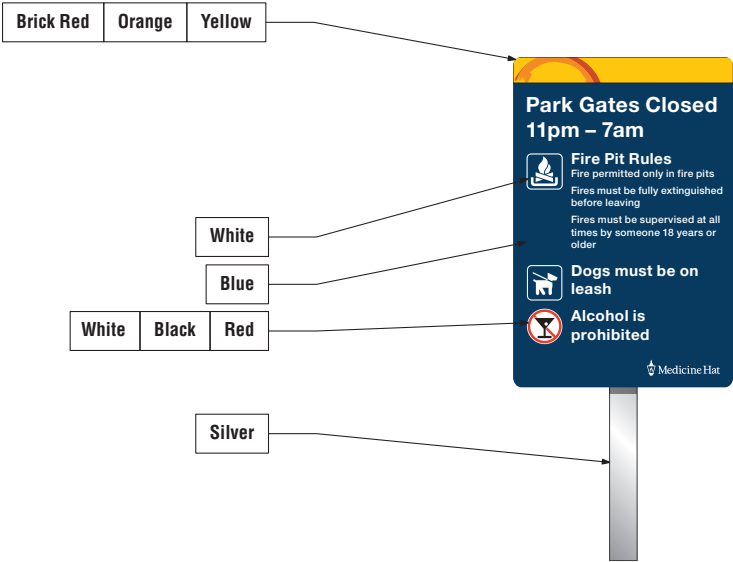 Brick Red Orange Yellow
Park Gates Closed
11pm – 7am
Fire Pit Rules
Fire permitted only in fire pits
Fires must be fully extinguished
before leaving
Fires must be supervised at all
times by someone 18 years or
older
White
Blue
Dogs must be on
leash
White Black Red
Alcohol is
prohibited
Medicine Hat
Silver